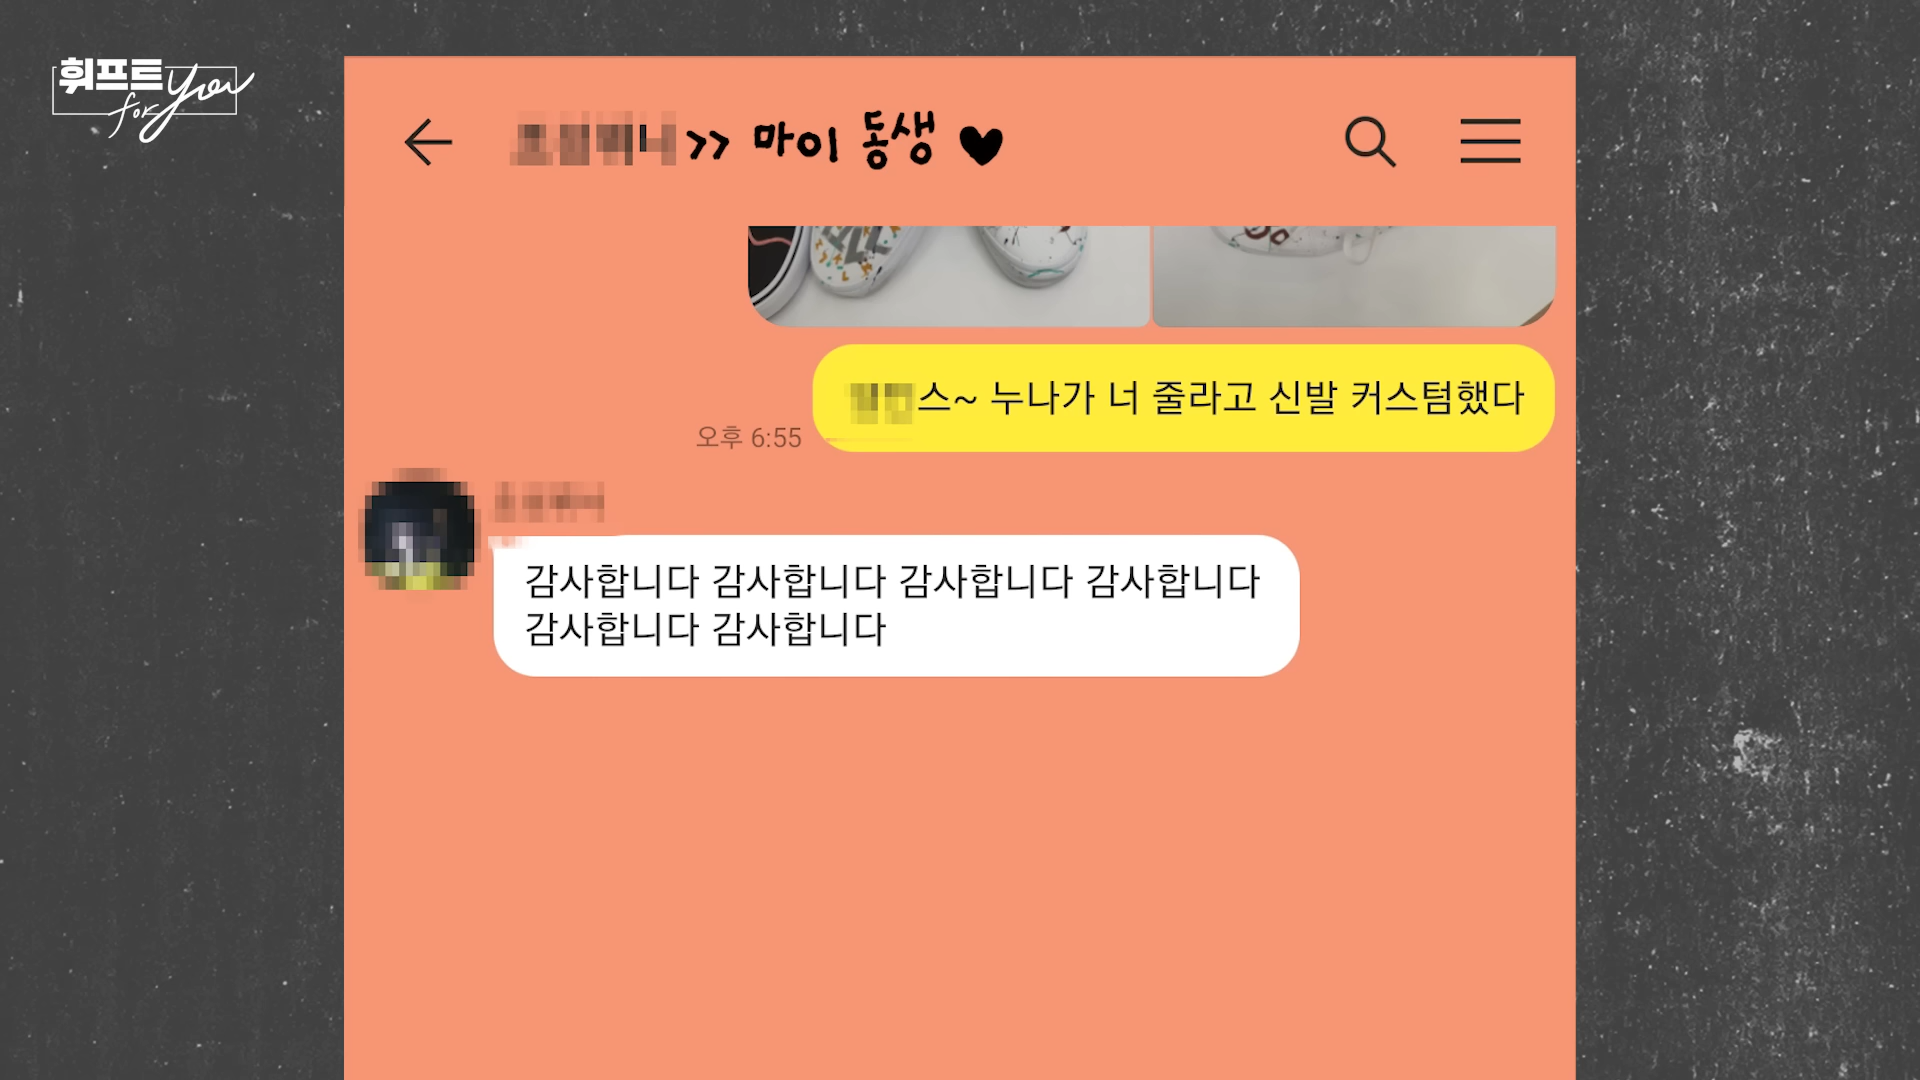 휘프트
for you
>> 마이 동생 ♥
스~ 누나가 너 줄라고 신발 커스텀했다
오후 6:55
감사합니다 감사합니다 감사합니다 감사합니다
감사합니다 감사합니다